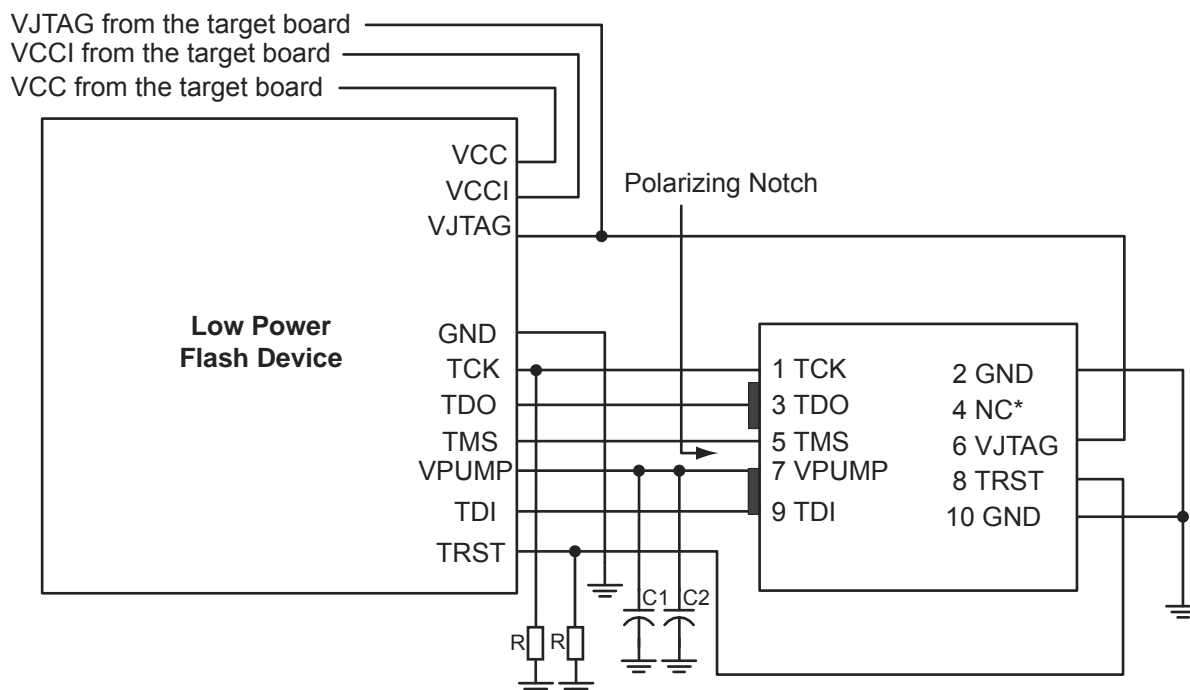 VJTAG from the target board
VCCI from the target board
VCC from the target board
VCC
VCCI
VJTAG
Polarizing Notch
Low Power
Flash Device
GND
TCK
TDO
TMS
VPUMP
TDI
TRST
1 TCK
3 TDO
5 TMS
7 VPUMP
9 TDI
2 GND
4 NC*
6 VJTAG
8 TRST
10 GND
C1
C2
R
R